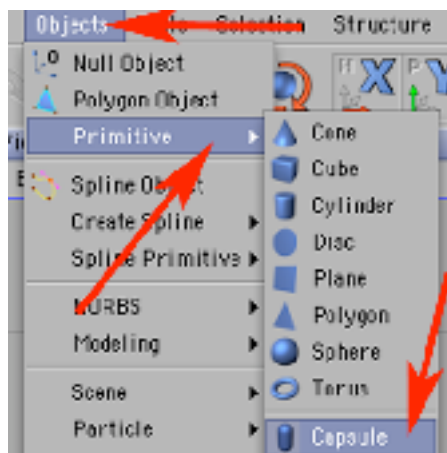 Objects Selection Structure
Null Object
Polygon Object
Primitive
Spline Object
Create Spline
Spline Primitive
NURBS
Modeling
Scene
Particle
Cone
Cube
Cylinder
Disc
Plane
Polygon
Sphere
Torus
Capsule